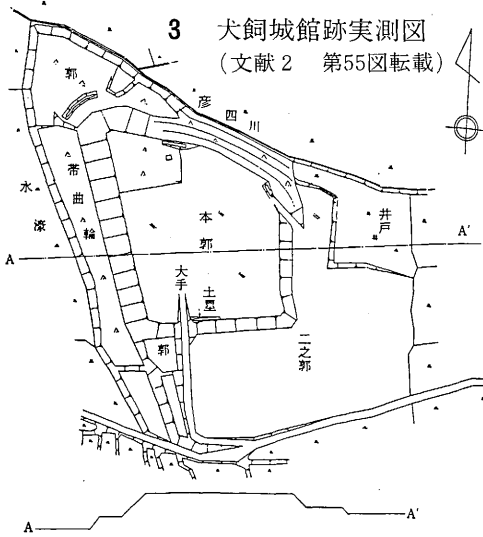 3 犬飼城館跡実測図
(文献2 第55図転載)
郭
彦四川
帯曲輪
水濠
本郭
井戸
A
A'
大手
土塁
郭
二之郭
A
A'